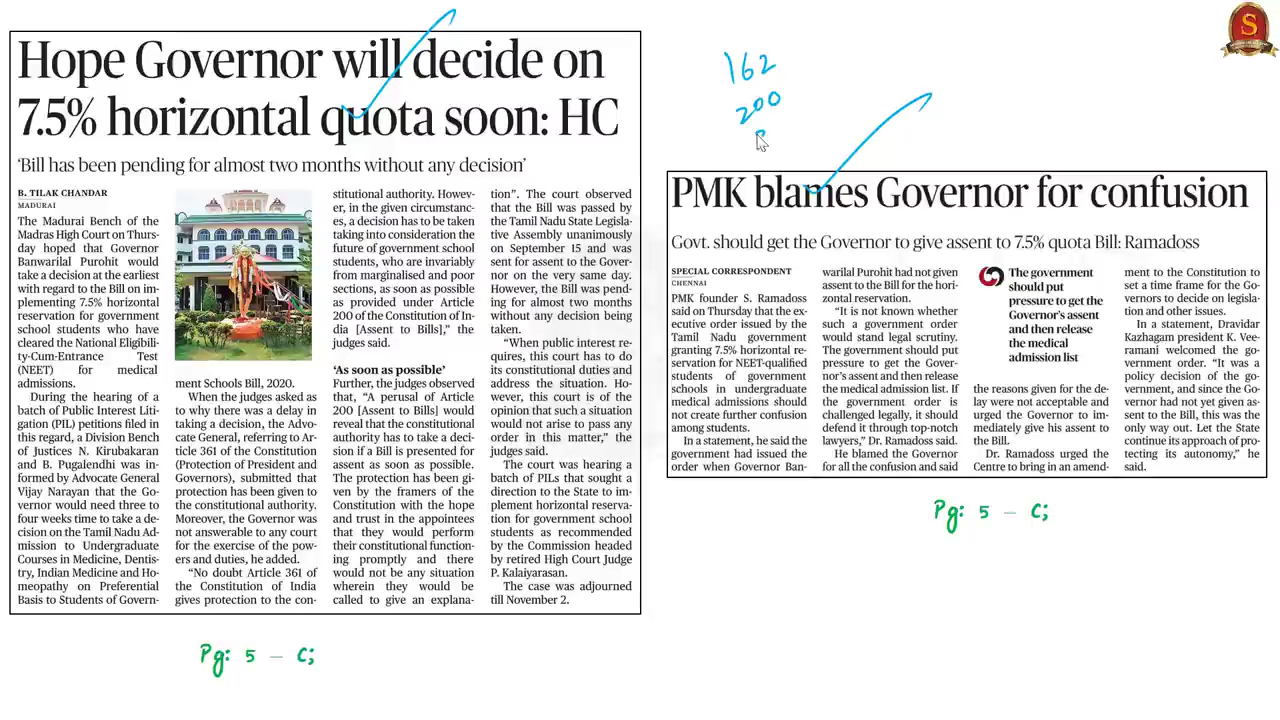 Hope Governor will decide on
7.5% horizontal quota soon: HC
‘Bill has been pending for almost two months without any decision’
B. TILAK CHANDAR
MADURAI
The Madurai Bench of the
Madras High Court on Thurs-
day hoped that Governor
Banwarilal Purohit would
take a decision at the earliest
with regard to the Bill on im-
plementing 7.5% horizontal
reservation for government
school students who have
cleared the National Eligibili-
ty-Cum-Entrance Test
(NEET) for medical
admissions.
During the hearing of a
batch of Public Interest Liti-
gation (PIL) petitions filed in
this regard, a Division Bench
of Justices N. Kirubakaran
and B. Pugalendhi was in-
formed by Advocate General
Vijay Narayan that the Go-
vernor would need three to
four weeks time to take a de-
cision on the Tamil Nadu Ad-
mission to Undergraduate
Courses in Medicine, Dentis-
try, Indian Medicine and Ho-
meopathy on Preferential
Basis to Students of Govern-
ment Schools Bill, 2020.
When the judges asked as
to why there was a delay in
taking a decision, the Advo-
cate General, referring to Ar-
ticle 361 of the Constitution
(Protection of President and
Governors), submitted that
protection has been given to
the constitutional authority.
Moreover, the Governor was
not answerable to any court
for the exercise of the pow-
ers and duties, he added.
“No doubt Article 361 of
the Constitution of India
gives protection to the con-
stitutional authority. Howev-
er, in the given circumstanc-
es, a decision has to be taken
taking into consideration the
future of government school
students, who are invariably
from marginalised and poor
sections, as soon as possible
as provided under Article
200 of the Constitution of In-
dia [Assent to Bills],” the
judges said.
‘As soon as possible’
Further, the judges observed
that, “A perusal of Article
200 [Assent to Bills] would
reveal that the constitutional
authority has to take a deci-
sion if a Bill is presented for
assent as soon as possible.
The protection has been giv-
en by the framers of the
Constitution with the hope
and trust in the appointees
that they would perform
their constitutional function-
ing promptly and there
would not be any situation
wherein they would be
called to give an explana-
tion”. The court observed
that the Bill was passed by
the Tamil Nadu State Legisla-
tive Assembly unanimously
on September 15 and was
sent for assent to the Gover-
nor on the very same day.
However, the Bill was pend-
ing for almost two months
without any decision being
taken.
“When public interest re-
quires, this court has to do
its constitutional duties and
address the situation. Ho-
wever, this court is of the
opinion that such a situation
would not arise to pass any
order in this matter,” the
judges said.
The court was hearing a
batch of PILs that sought a
direction to the State to im-
plement horizontal reserva-
tion for government school
students as recommended
by the Commission headed
by retired High Court Judge
P. Kalaiyarasan.
The case was adjourned
till November 2.
Pg: 5 – C;
162
200
S
PMK blames Governor for confusion
Govt. should get the Governor to give assent to 7.5% quota Bill: Ramadoss
SPECIAL CORRESPONDENT
CHENNAI
PMK founder S. Ramadoss
said on Thursday that the ex-
ecutive order issued by the
Tamil Nadu government
granting 7.5% horizontal re-
servation for NEET-qualified
students of government
schools in undergraduate
medical admissions should
not create further confusion
among students.
In a statement, he said the
government had issued the
order when Governor Ban-
warilal Purohit had not given
assent to the Bill for the hori-
zontal reservation.
“It is not known whether
such a government order
would stand legal scrutiny.
The government should put
pressure to get the Gover-
nor’s assent and then release
the medical admission list. If
the government order is
challenged legally, it should
defend it through top-notch
lawyers,” Dr. Ramadoss said.
He blamed the Governor
for all the confusion and said
The government
should put
pressure to get the
Governor’s assent
and then release
the medical
admission list
the reasons given for the de-
lay were not acceptable and
urged the Governor to im-
mediately give his assent to
the Bill.
Dr. Ramadoss urged the
Centre to bring in an amend-
ment to the Constitution to
set a time frame for the Go-
vernors to decide on legisla-
tion and other issues.
In a statement, Dravidar
Kazhagam president K. Vee-
ramani welcomed the go-
vernment order. “It was a
policy decision of the go-
vernment, and since the Go-
vernor had not yet given as-
sent to the Bill, this was the
only way out. Let the State
continue its approach of pro-
tecting its autonomy,” he
said.
Pg: 5 – C;